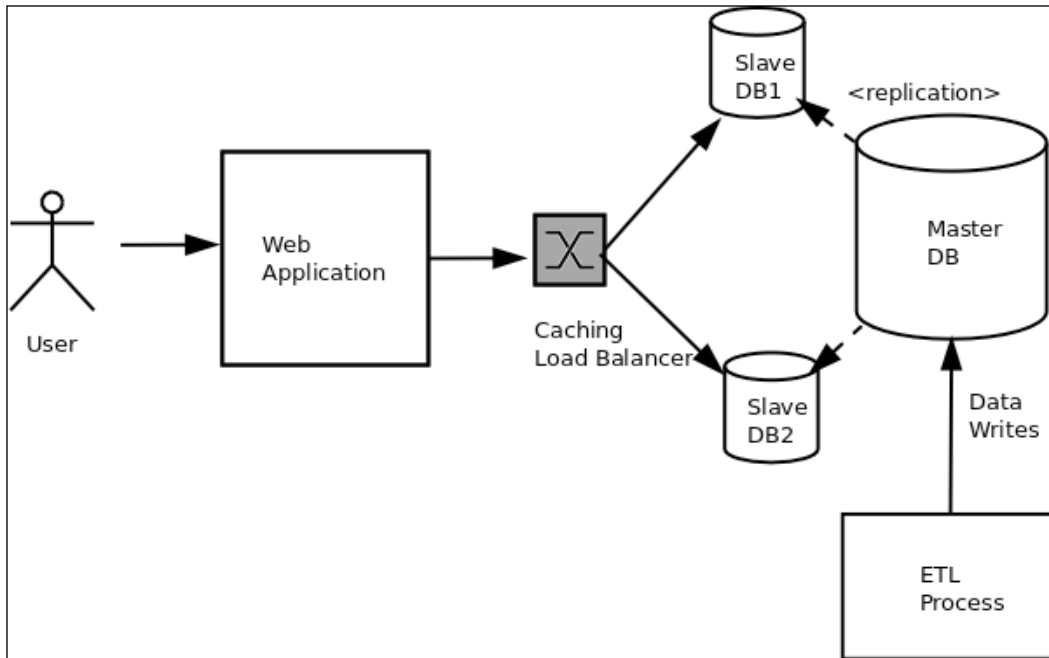 Slave
DB1
<replication>
Web
Application
Master
DB
User
Caching
Load Balancer
Slave
DB2
Data
Writes
ETL
Process